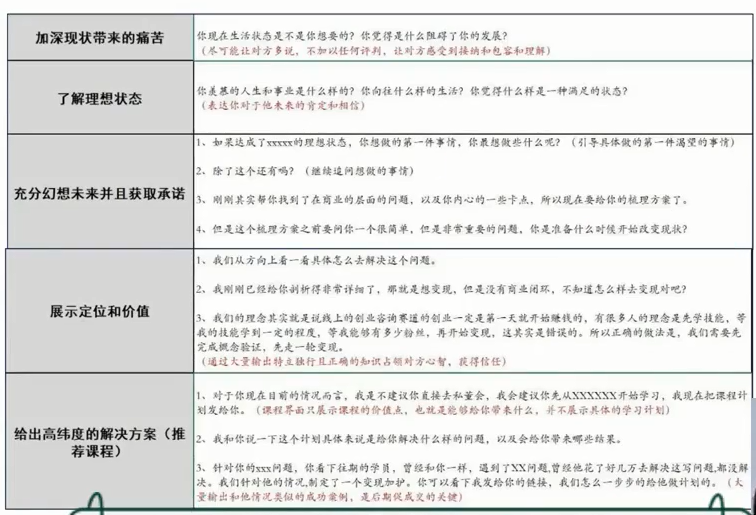 加深现状带来的痛苦
你现在生活状态是不是你想要的？你觉得是什么阻碍了你的发展？
（尽可能让对方多说，不加以任何评判，让对方感受到接纳和包容和理解）
了解理想状态
你羡慕的人生和事业是什么样的？你向往什么样的生活？你觉得什么样是一种满足的状态？
（表达你对于他未来的肯定和相信）
充分幻想未来并且获取承诺
1、如果达成了xxxxx的理想状态，你想做的第一件事情，你最想做些什么呢？（引导具体做的第一件渴望的事情）
2、除了这个还有吗？（继续追问想做的事情）
3、刚刚其实帮你找到了在商业的层面的问题，以及你内心的一些卡点，所以现在要给你的梳理方案了。
4、但是这个梳理方案之前要问你一个很简单，但是非常重要的问题，你是准备什么时候开始改变现状？
展示定位和价值
1、我们从方向上看一看具体怎么去解决这个问题。
2、我刚刚已经给你剖析得非常详细了，那就是想变现，但是没有商业闭环，不知道怎么样去变现对吧？
3、我们的理念其实就是说线上的创业咨询赛道的创业一定是第一天就开始赚钱的，有很多人的理念是先学技能，等
我的技能学到一定的程度，等我能够有多少粉丝，再开始变现，这其实是错误的。所以正确的做法是，我们需要先
完成概念验证，先走一轮变现。
（通过大量输出特立独行且正确的知识占领对方心智，获得信任）
给出高纬度的解决方案（推
荐课程）
1、对于你现在目前的情况而言，我是不建议你直接去私董会，我会建议你先从XXXXXX开始学习，我现在把课程计
划发给你。（课程界面只展示课程的价值点，也就是能够给你带来什么，并不展示具体的学习计划）
2、我和你说一下这个计划具体来说是给你解决什么样的问题，以及会给你带来哪些结果。
3、针对你的xxx问题，你看下往期的学员，曾经和你一样，遇到了XX问题,曾经他花了好几万去解决这写问题,都没解
决。我们针对他的情况,制定了一个变现加护。你可以看下我发给你的链接，我们怎么一步步的给他做计划的。（大
量输出和他情况类似的成功案例，是后期促成交的关键）